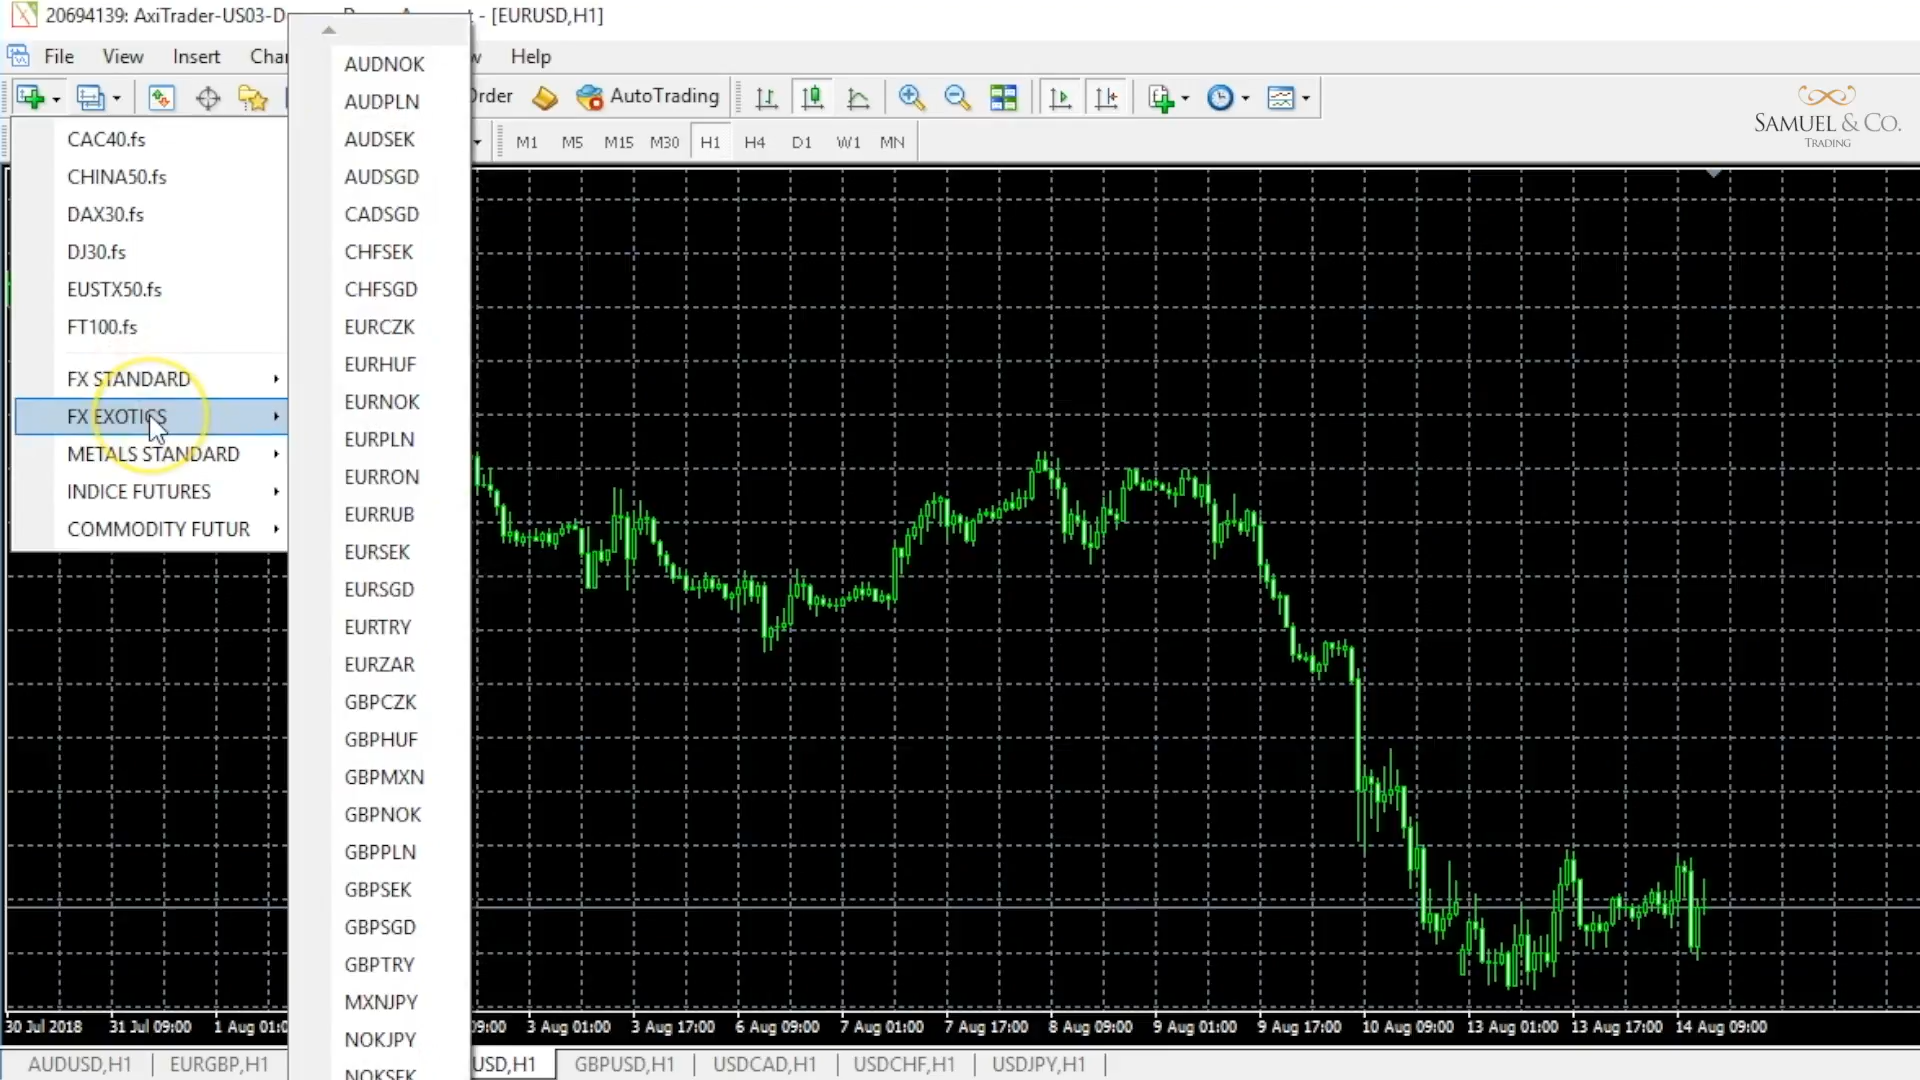 20694139: AxiTrader-US03-D
- [EURUSD,H1]
File View Insert Help
AutoTrading
M1 M5 M15 M30 H1 H4 D1 W1 MN
SAMUEL & CO.
TRADING
CAC40.fs
CHINA50.fs
DAX30.fs
DJ30.fs
EUSTX50.fs
FT100.fs
FX STANDARD
FX EXOTICS
METALS STANDARD
INDICE FUTURES
COMMODITY FUTUR
AUDNOK
AUDPLN
AUDSEK
AUDSGD
CADSGD
CHFSEK
CHFSGD
EURCZK
EURHUF
EURNOK
EURPLN
EURRON
EURRUB
EURSEK
EURSGD
EURTRY
EURZAR
GBPCZK
GBPHUF
GBPMXN
GBPNOK
GBPPLN
GBPSEK
GBPSGD
GBPTRY
MXNJPY
NOKJPY
NOKSEK
30 Jul 2018 31 Jul 09:00 1 Aug 01:0 09:00 3 Aug 01:00 3 Aug 17:00 6 Aug 09:00 7 Aug 01:00 7 Aug 17:00 8 Aug 09:00 9 Aug 01:00 9 Aug 17:00 10 Aug 09:00 13 Aug 01:00 13 Aug 17:00 14 Aug 09:00
AUDUSD,H1 EURGBP,H1 USD,H1 GBPUSD,H1 USDCAD,H1 USDCHF,H1 USDJPY,H1